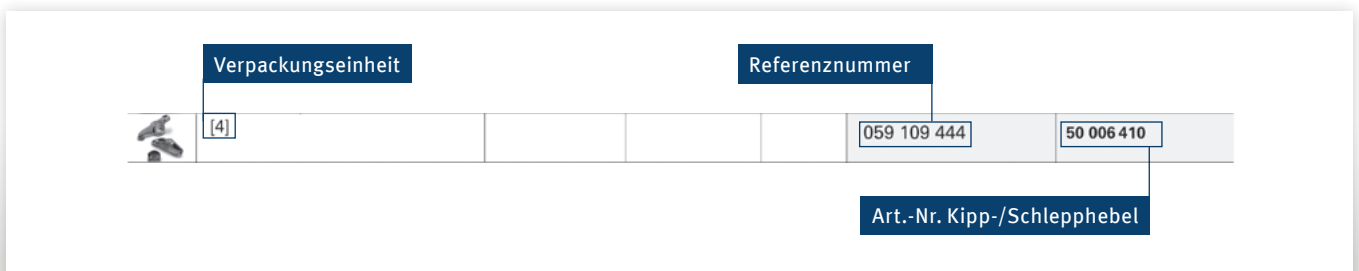 Verpackungseinheit
Referenznummer
[4]
059 109 444
50 006 410
Art.-Nr. Kipp-/Schlepphebel